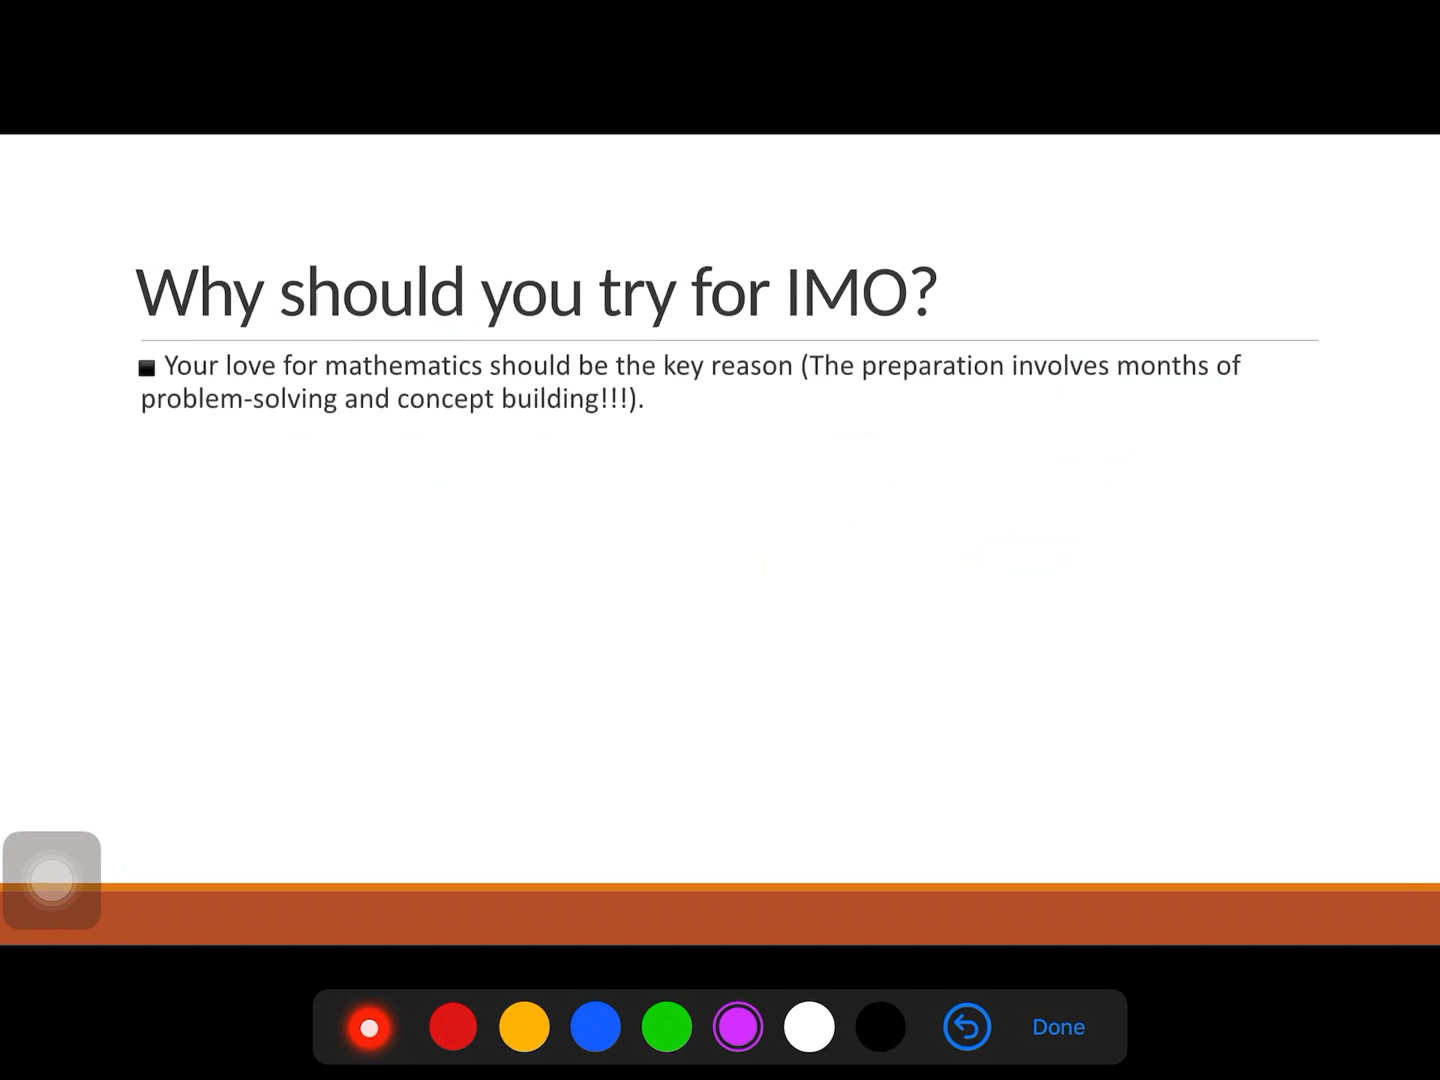 Why should you try for IMO?
Your love for mathematics should be the key reason (The preparation involves months of
problem-solving and concept building!!!).
Done